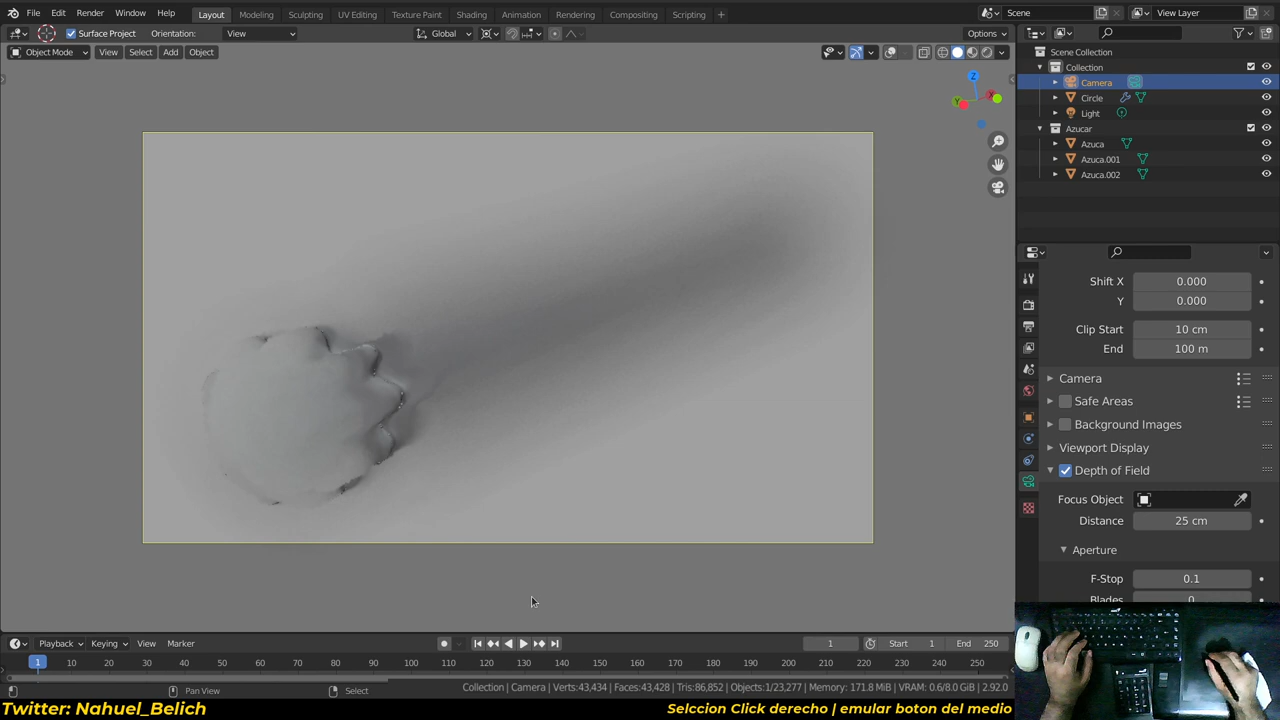 File Edit Render Window Help Layout Modeling Sculpting UV Editing Texture Paint Shading Animation Rendering Compositing Scripting + Scene View Layer
Surface Project Orientation: View Global Options
Object Mode View Select Add Object
Scene Collection
Collection
Camera
Circle
Light
Azucar
Azuca
Azuca.001
Azuca.002
Z
Y
X
Shift X 0.000
Y 0.000
Clip Start 10 cm
End 100 m
Camera
Safe Areas
Background Images
Viewport Display
Depth of Field
Focus Object
Distance 25 cm
Aperture
F-Stop 0.1
Blades 0
Playback Keying View Marker 1 Start 1 End 250
1 10 20 30 40 50 60 70 80 90 100 110 120 130 140 150 160 170 180 190 200 210 220 230 240 250
Pan View Select Collection | Camera | Verts:43,434 | Faces:43,428 | Tris:86,852 | Objects:1/23,277 | Memory: 171.8 MiB | VRAM: 0.6/8.0 GiB | 2.92.0
Twitter: Nahuel_Belich Selccion Click derecho | emular boton del medio